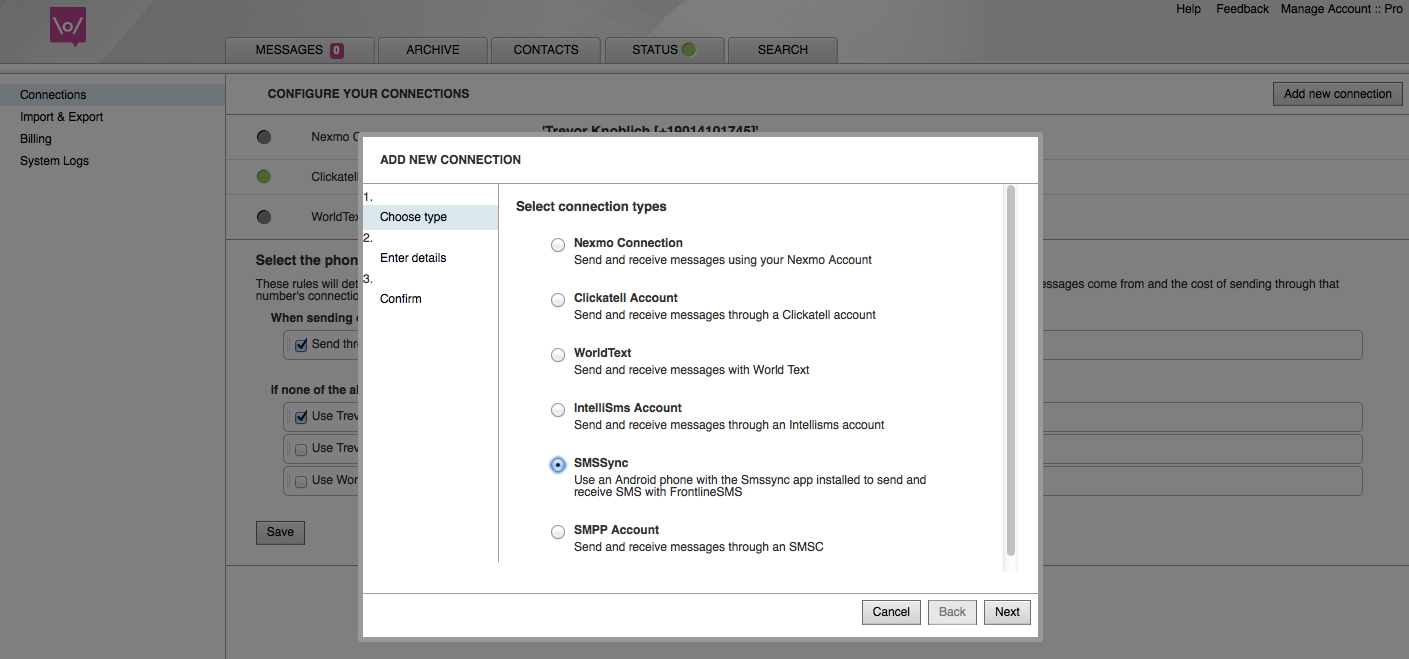 Help Feedback Manage Account :: Pro
\o/
MESSAGES 0 ARCHIVE CONTACTS STATUS SEARCH
Connections
Import & Export
Billing
System Logs
CONFIGURE YOUR CONNECTIONS
Add new connection
Nexmo 'Trevor Knoblich [+19014101745]'
Clickatell
WorldTex
Select the phon
These rules will det essages come from and the cost of sending through that
number's connectio
When sending
Send thr
If none of the al
Use Trev
Use Trev
Use Wor
Save
ADD NEW CONNECTION
1.
Choose type
2.
Enter details
3.
Confirm
Select connection types
Nexmo Connection
Send and receive messages using your Nexmo Account
Clickatell Account
Send and receive messages through a Clickatell account
WorldText
Send and receive messages with World Text
IntelliSms Account
Send and receive messages through an Intellisms account
SMSSync
Use an Android phone with the Smssync app installed to send and
receive SMS with FrontlineSMS
SMPP Account
Send and receive messages through an SMSC
Cancel Back Next